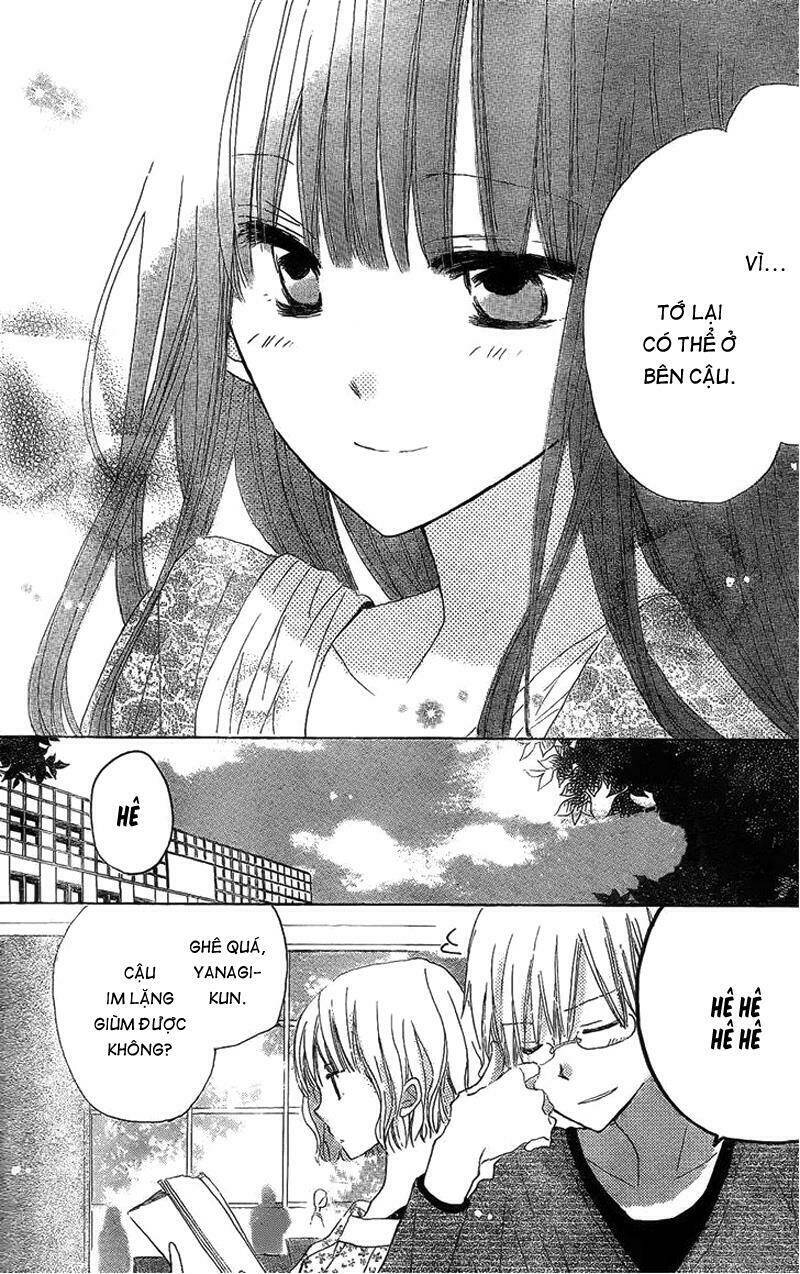 VÌ...
TỚ LẠI
CÓ THỂ Ở
BÊN CẬU.
HÊ
HÊ HÊ
HÊ HÊ
GHÊ QUÁ,
YANAGI-
KUN.
CẬU
IM LẶNG
GIÙM ĐƯỢC
KHÔNG?